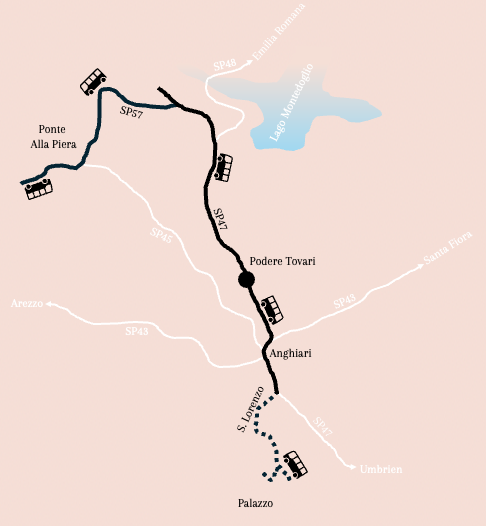 Emilia Romana
SP48
Lago Montedoglio
SP57
Ponte
Alla Piera
SP47
SP45
Podere Tovari
Santa Fiora
Arezzo
SP43
SP43
Anghiari
S. Lorenzo
SP47
Umbrien
Palazzo